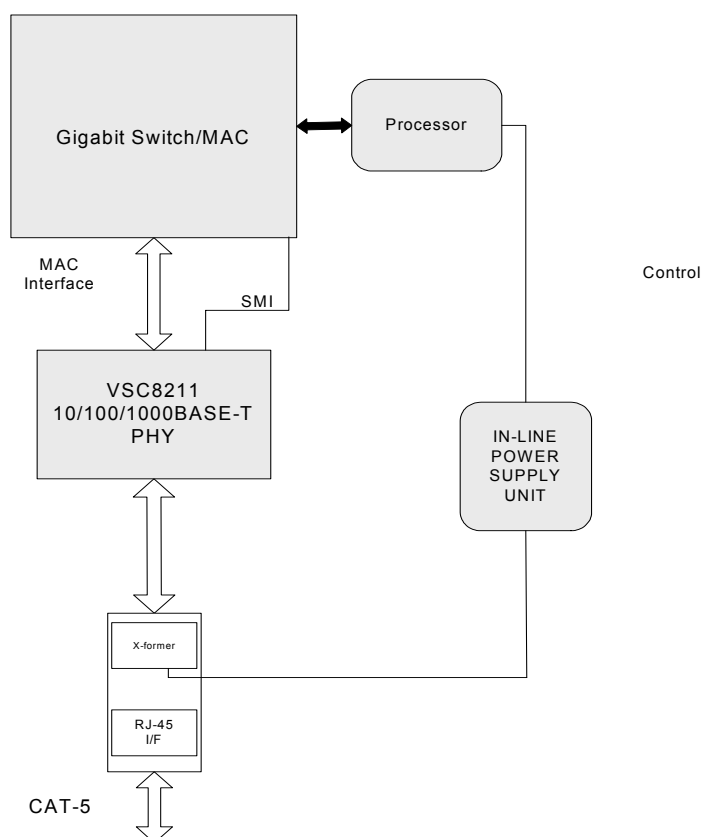 Gigabit Switch/MAC
Processor
MAC
Interface
SMI
Control
VSC8211
10/100/1000BASE-T
PHY
IN-LINE
POWER
SUPPLY
UNIT
X-former
RJ-45
I/F
CAT-5